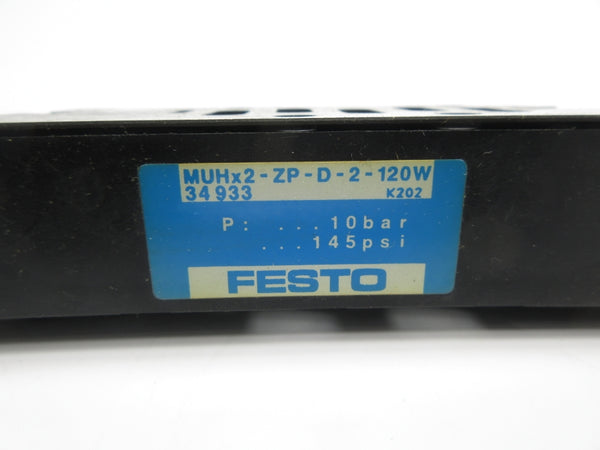 MUHx2-ZP-D-2-120W
34933 K202
P: ...10bar
...145psi
FESTO